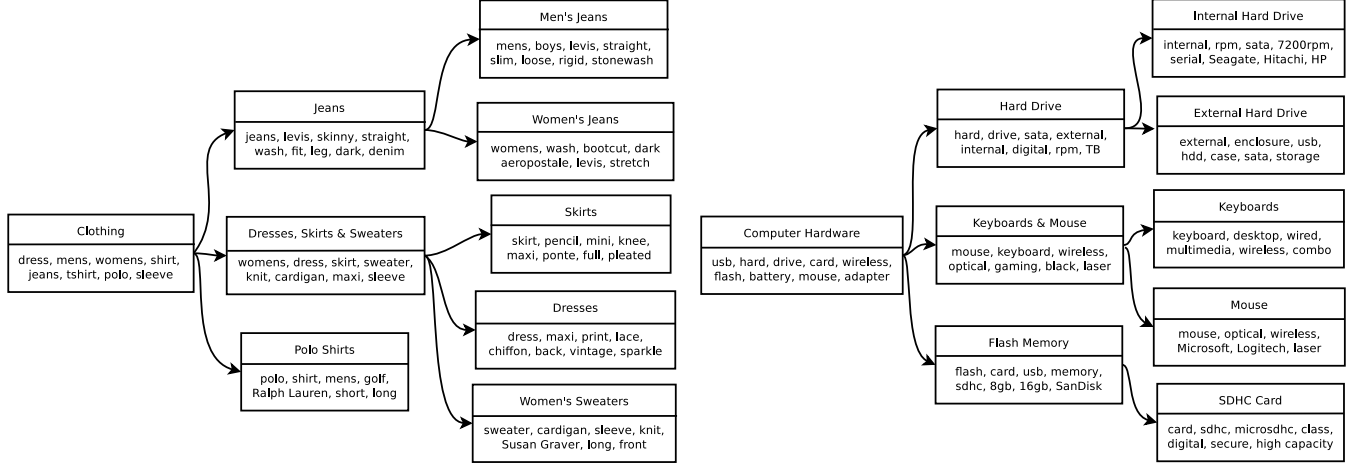 Clothing
dress, mens, womens, shirt,
jeans, tshirt, polo, sleeve
Jeans
jeans, levis, skinny, straight,
wash, fit, leg, dark, denim
Dresses, Skirts & Sweaters
womens, dress, skirt, sweater,
knit, cardigan, maxi, sleeve
Polo Shirts
polo, shirt, mens, golf,
Ralph Lauren, short, long
Men's Jeans
mens, boys, levis, straight,
slim, loose, rigid, stonewash
Women's Jeans
womens, wash, bootcut, dark
aeropostale, levis, stretch
Skirts
skirt, pencil, mini, knee,
maxi, ponte, full, pleated
Dresses
dress, maxi, print, lace,
chiffon, back, vintage, sparkle
Women's Sweaters
sweater, cardigan, sleeve, knit,
Susan Graver, long, front
Computer Hardware
usb, hard, drive, card, wireless,
flash, battery, mouse, adapter
Hard Drive
hard, drive, sata, external,
internal, digital, rpm, TB
Keyboards & Mouse
mouse, keyboard, wireless,
optical, gaming, black, laser
Flash Memory
flash, card, usb, memory,
sdhc, 8gb, 16gb, SanDisk
Internal Hard Drive
internal, rpm, sata, 7200rpm,
serial, Seagate, Hitachi, HP
External Hard Drive
external, enclosure, usb,
hdd, case, sata, storage
Keyboards
keyboard, desktop, wired,
multimedia, wireless, combo
Mouse
mouse, optical, wireless,
Microsoft, Logitech, laser
SDHC Card
card, sdhc, microsdhc, class,
digital, secure, high capacity